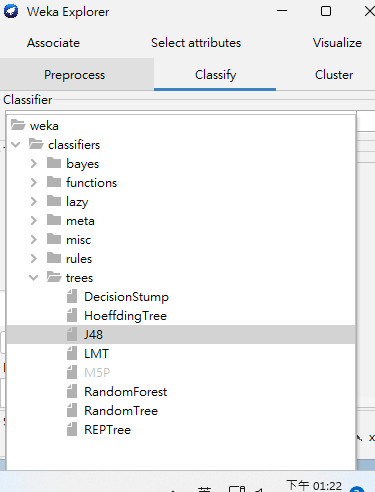 Weka Explorer
Associate Select attributes Visualize
Preprocess Classify Cluster
Classifier
weka
classifiers
bayes
functions
lazy
meta
misc
rules
trees
DecisionStump
HoeffdingTree
J48
LMT
M5P
RandomForest
RandomTree
REPTree
x
下午 01:22